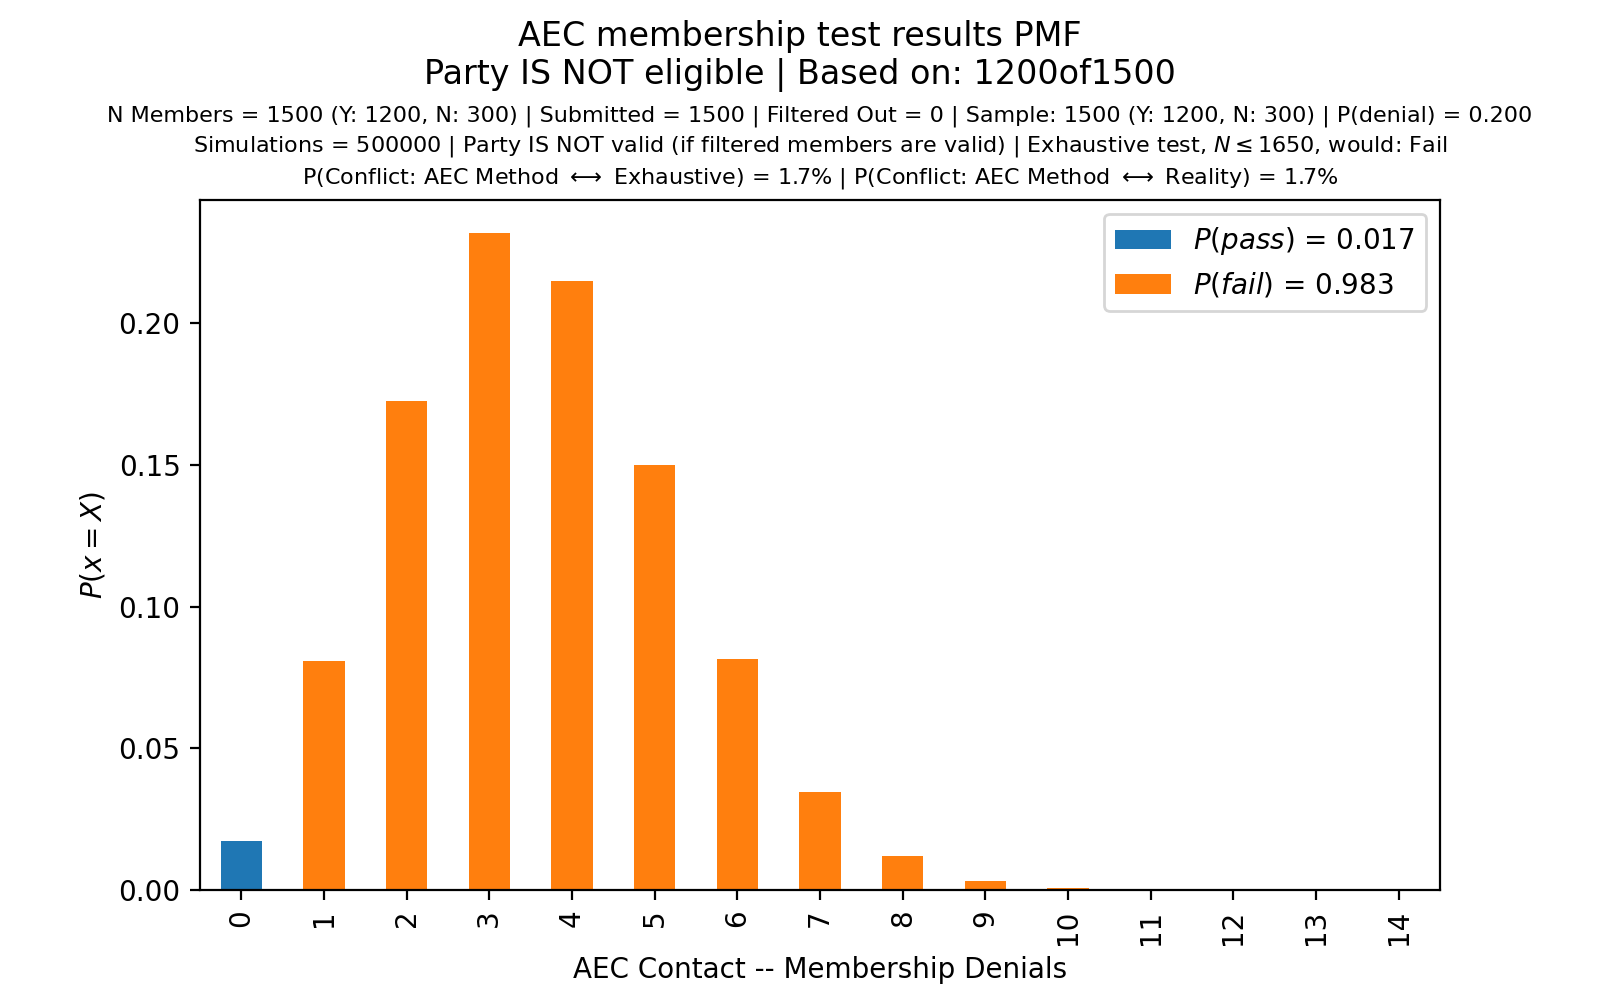 AEC membership test results PMF
Party IS NOT eligible | Based on: 1200of1500
N Members = 1500 (Y: 1200, N: 300) | Submitted = 1500 | Filtered Out = 0 | Sample: 1500 (Y: 1200, N: 300) | P(denial) = 0.200
Simulations = 500000 | Party IS NOT valid (if filtered members are valid) | Exhaustive test, N ≤ 1650, would: Fail
P(Conflict: AEC Method ⟷ Exhaustive) = 1.7% | P(Conflict: AEC Method ⟷ Reality) = 1.7%
P(pass) = 0.017
P(fail) = 0.983
0.20
0.15
0.10
0.05
0.00
P(x = X)
0 1 2 3 4 5 6 7 8 9 10 11 12 13 14
AEC Contact -- Membership Denials